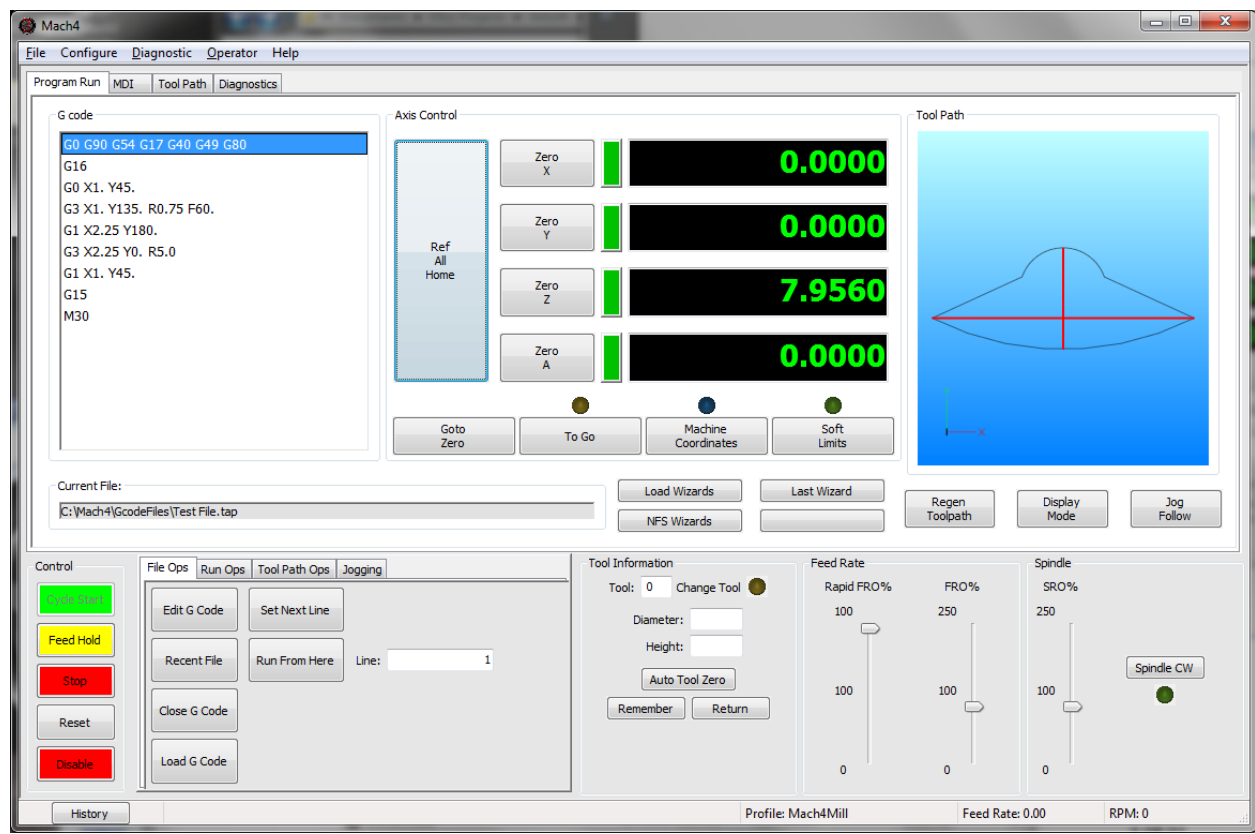 Mach4
File Configure Diagnostic Operator Help
Program Run MDI Tool Path Diagnostics
G code
G0 G90 G54 G17 G40 G49 G80
G16
G0 X1. Y45.
G3 X1. Y135. R0.75 F60.
G1 X2.25 Y180.
G3 X2.25 Y0. R5.0
G1 X1. Y45.
G15
M30
Axis Control
Ref
All
Home
Zero
X
0.0000
Zero
Y
0.0000
Zero
Z
7.9560
Zero
A
0.0000
Goto
Zero
To Go
Machine
Coordinates
Soft
Limits
Tool Path
X
Current File:
C:\Mach4\GcodeFiles\Test File.tap
Load Wizards
Last Wizard
NFS Wizards
Regen
Toolpath
Display
Mode
Jog
Follow
Control
Cycle Start
Feed Hold
Stop
Reset
Disable
File Ops Run Ops Tool Path Ops Jogging
Edit G Code
Set Next Line
Recent File
Run From Here
Line: 1
Close G Code
Load G Code
Tool Information
Tool: 0 Change Tool
Diameter:
Height:
Auto Tool Zero
Remember
Return
Feed Rate
Rapid FRO% FRO%
100 250
100 100
0 0
Spindle
SRO%
250
100
0
Spindle CW
History
Profile: Mach4Mill
Feed Rate: 0.00
RPM: 0